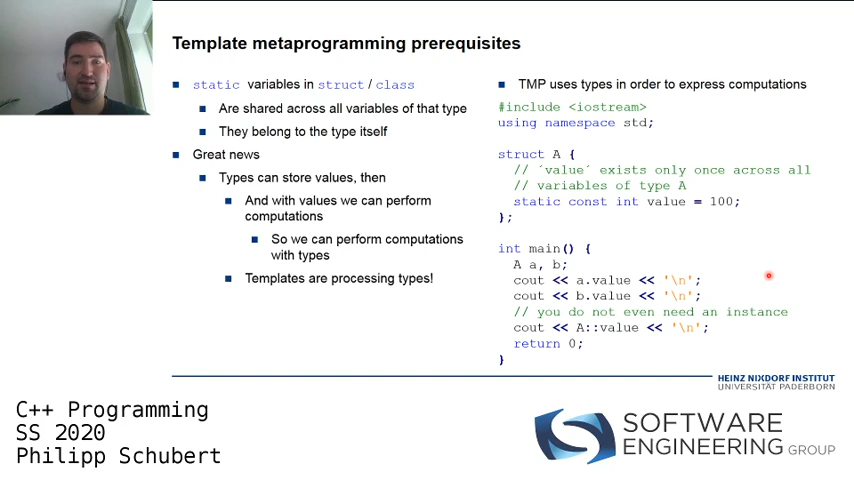 Template metaprogramming prerequisites
static variables in struct / class
Are shared across all variables of that type
They belong to the type itself
Great news
Types can store values, then
And with values we can perform
computations
So we can perform computations
with types
Templates are processing types!
TMP uses types in order to express computations
#include <iostream>
using namespace std;
struct A {
// ´value´ exists only once across all
// variables of type A
static const int value = 100;
};
int main() {
A a, b;
cout << a.value << '\n';
cout << b.value << '\n';
// you do not even need an instance
cout << A::value << '\n';
return 0;
}
HEINZ NIXDORF INSTITUT
UNIVERSITÄT PADERBORN
C++ Programming
SS 2020
Philipp Schubert
SOFTWARE
ENGINEERING GROUP